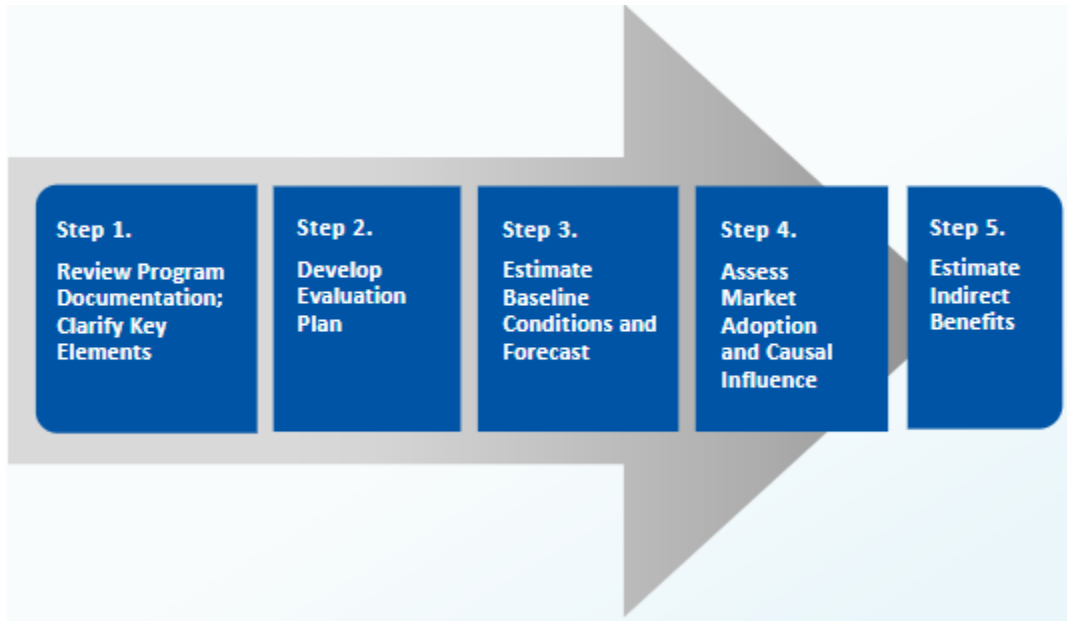 Step 1.
Review Program
Documentation;
Clarify Key
Elements
Step 2.
Develop
Evaluation
Plan
Step 3.
Estimate
Baseline
Conditions and
Forecast
Step 4.
Assess
Market
Adoption
and Causal
Influence
Step 5.
Estimate
Indirect
Benefits